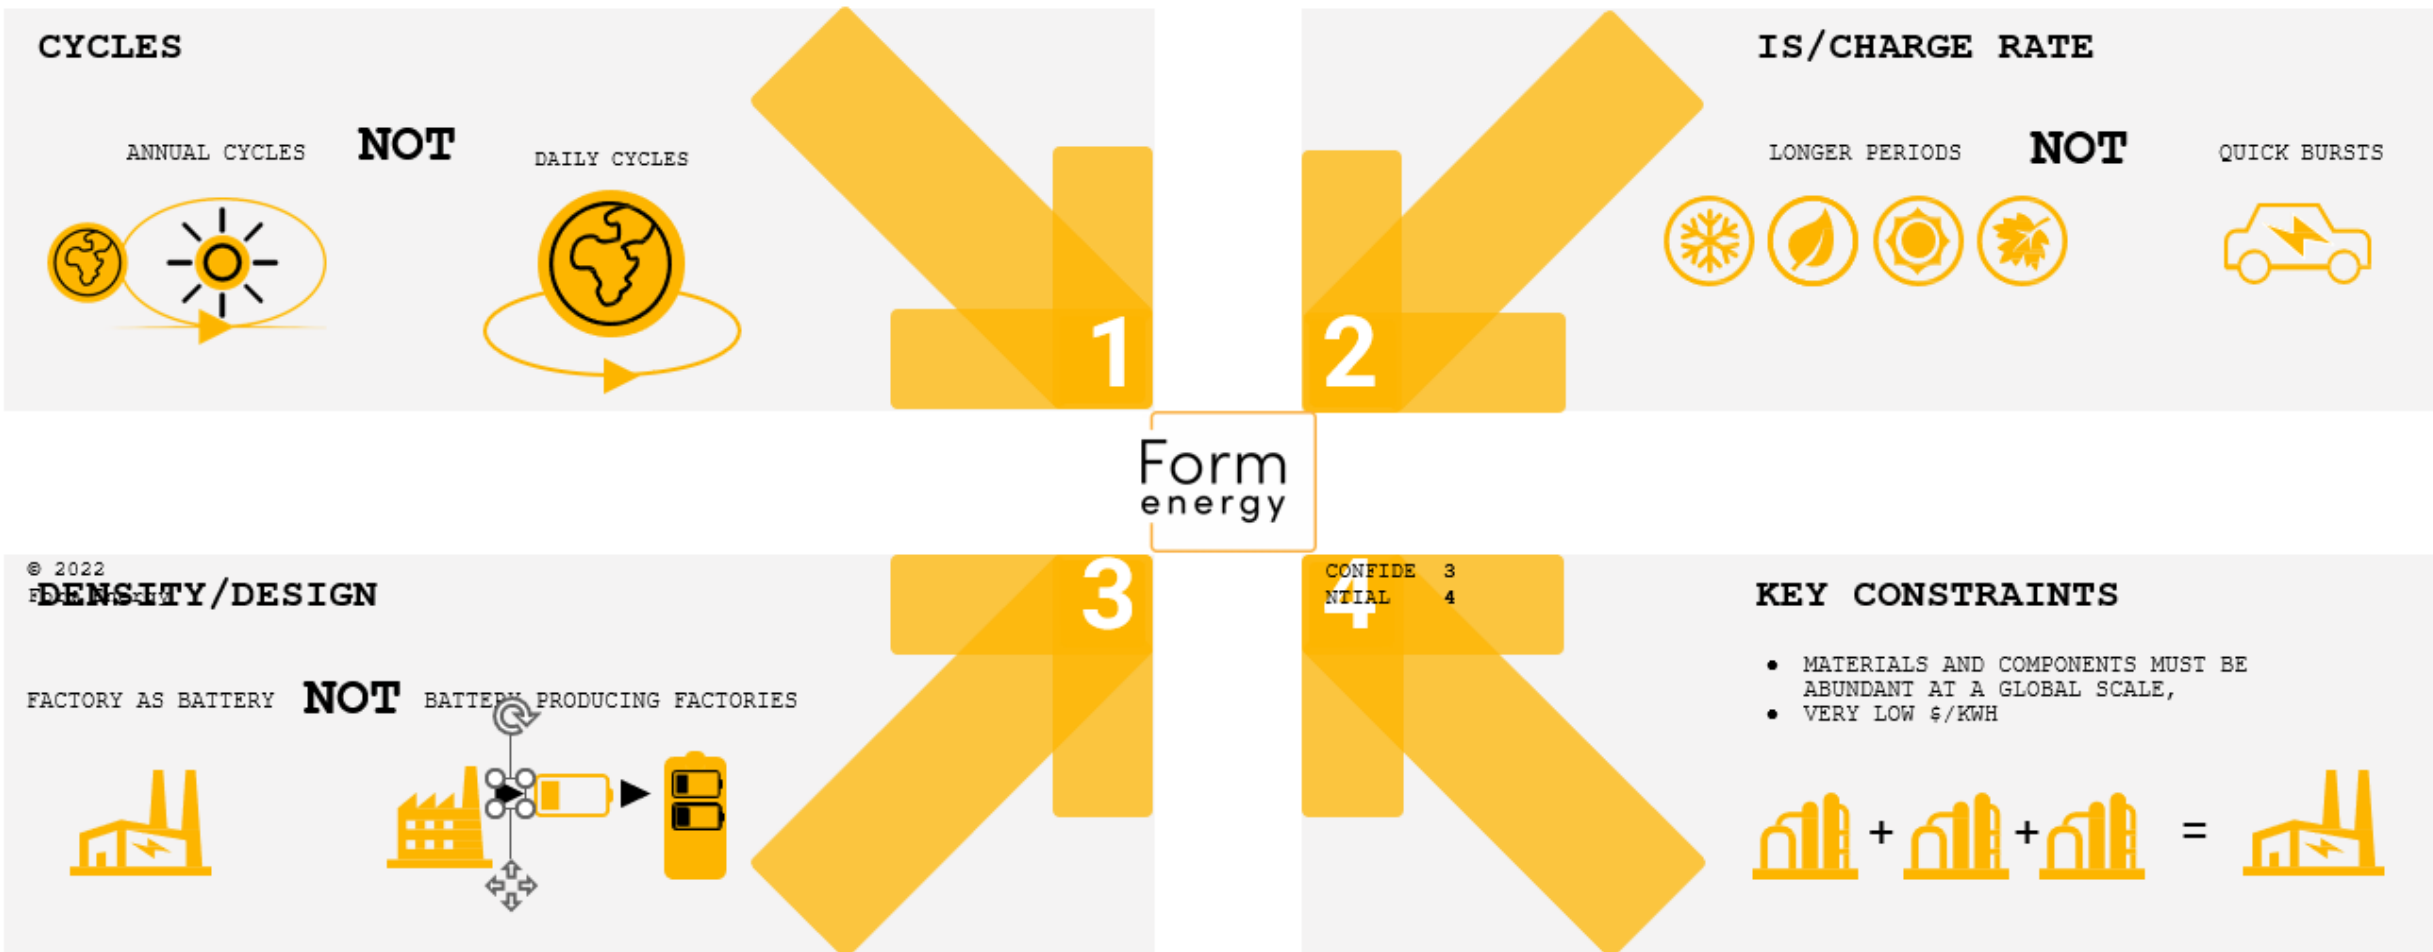 CYCLES
ANNUAL CYCLES NOT DAILY CYCLES
1
IS/CHARGE RATE
LONGER PERIODS NOT QUICK BURSTS
2
Form
energy
© 2022
DENSITY/DESIGN
FACTORY AS BATTERY NOT BATTERY PRODUCING FACTORIES
3
4
CONFIDE 3
NTIAL 4
KEY CONSTRAINTS
• MATERIALS AND COMPONENTS MUST BE
ABUNDANT AT A GLOBAL SCALE,
• VERY LOW $/KWH
+ + =